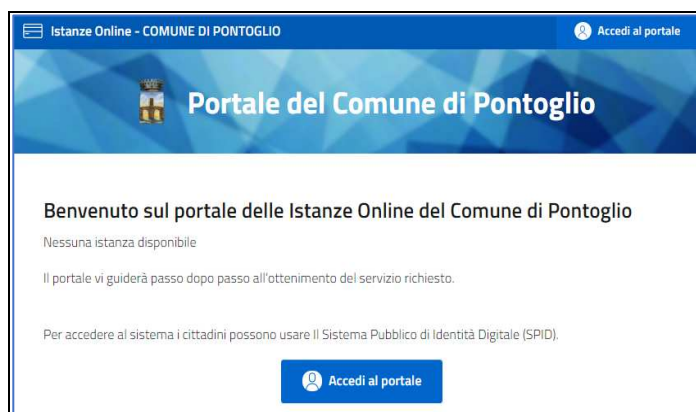 Istanze Online - COMUNE DI PONTOGLIO
Accedi al portale
Portale del Comune di Pontoglio
Benvenuto sul portale delle Istanze Online del Comune di Pontoglio
Nessuna istanza disponibile
Il portale vi guiderà passo dopo passo all'ottenimento del servizio richiesto.
Per accedere al sistema i cittadini possono usare Il Sistema Pubblico di Identità Digitale (SPID).
Accedi al portale